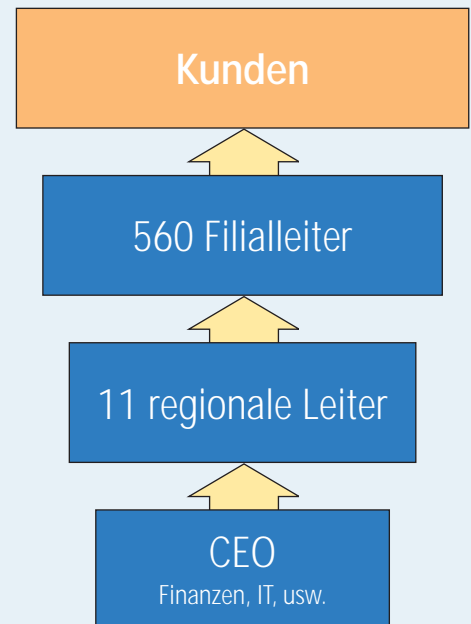 Kunden
560 Filialleiter
11 regionale Leiter
CEO
Finanzen, IT, usw.